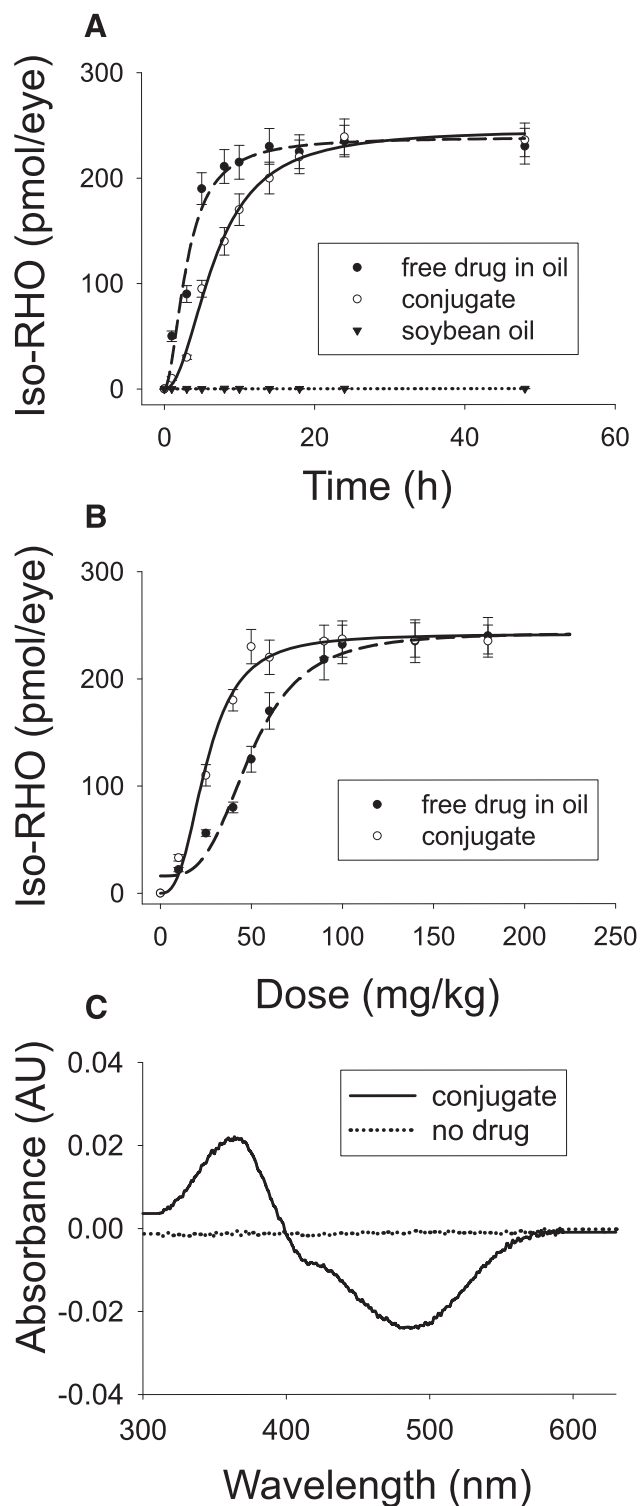 A
Iso-RHO (pmol/eye)
300
200
100
0
free drug in oil
conjugate
soybean oil
0 20 40 60
Time (h)
B
Iso-RHO (pmol/eye)
300
200
100
0
free drug in oil
conjugate
0 50 100 150 200 250
Dose (mg/kg)
C
Absorbance (AU)
0.04
0.02
0.00
-0.02
-0.04
conjugate
no drug
300 400 500 600
Wavelength (nm)